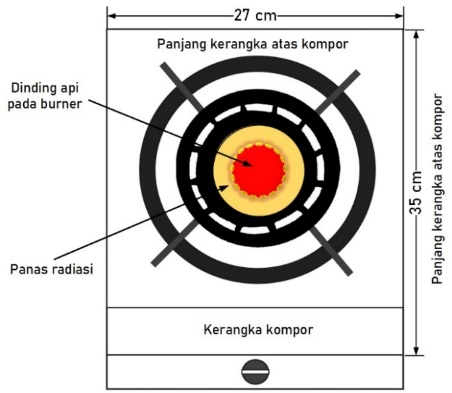 27 cm
Panjang kerangka atas kompor
Dinding api
pada burner
35 cm
Panjang kerangka atas kompor
Panas radiasi
Kerangka kompor